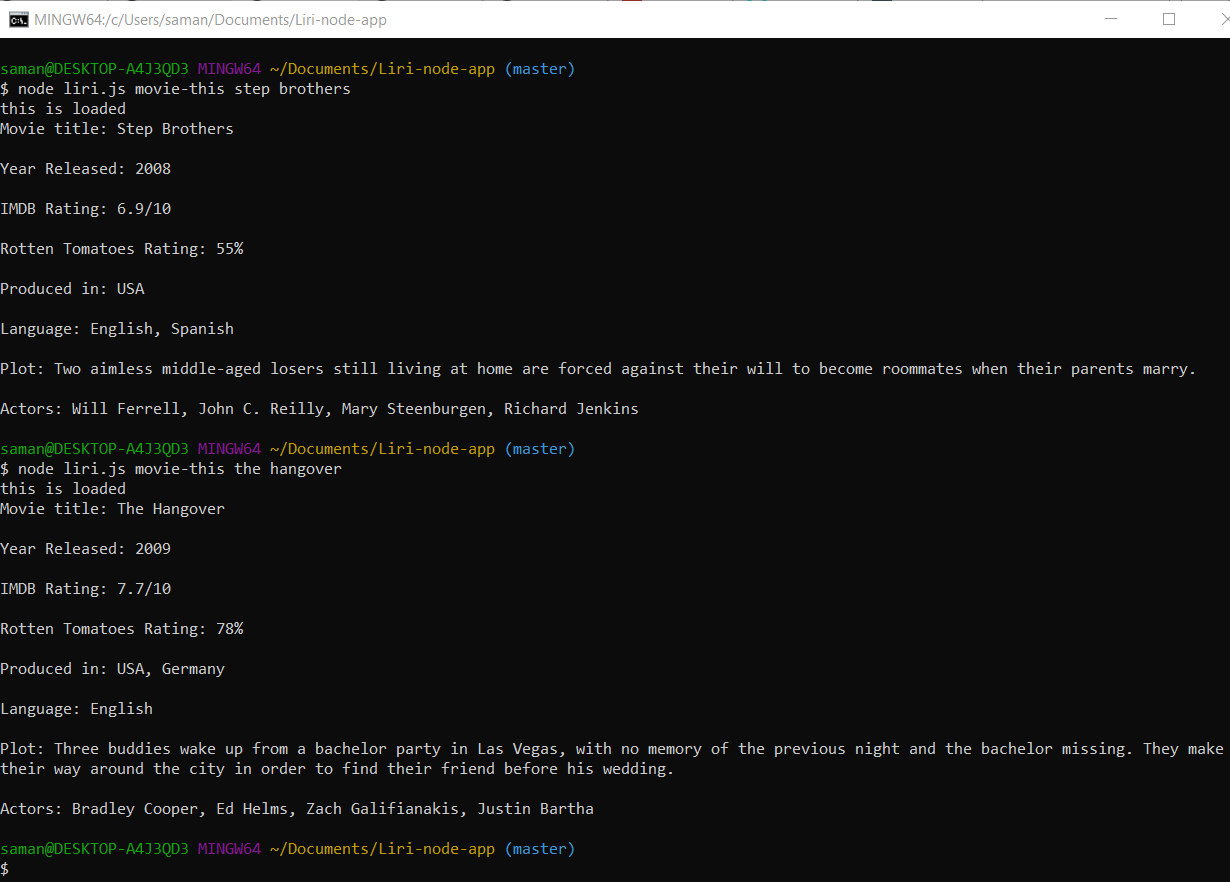 MINGW64:/c/Users/saman/Documents/Liri-node-app
saman@DESKTOP-A4J3QD3 MINGW64 ~/Documents/Liri-node-app (master)
$ node liri.js movie-this step brothers
this is loaded
Movie title: Step Brothers
Year Released: 2008
IMDB Rating: 6.9/10
Rotten Tomatoes Rating: 55%
Produced in: USA
Language: English, Spanish
Plot: Two aimless middle-aged losers still living at home are forced against their will to become roommates when their parents marry.
Actors: Will Ferrell, John C. Reilly, Mary Steenburgen, Richard Jenkins
saman@DESKTOP-A4J3QD3 MINGW64 ~/Documents/Liri-node-app (master)
$ node liri.js movie-this the hangover
this is loaded
Movie title: The Hangover
Year Released: 2009
IMDB Rating: 7.7/10
Rotten Tomatoes Rating: 78%
Produced in: USA, Germany
Language: English
Plot: Three buddies wake up from a bachelor party in Las Vegas, with no memory of the previous night and the bachelor missing. They make
their way around the city in order to find their friend before his wedding.
Actors: Bradley Cooper, Ed Helms, Zach Galifianakis, Justin Bartha
saman@DESKTOP-A4J3QD3 MINGW64 ~/Documents/Liri-node-app (master)
$